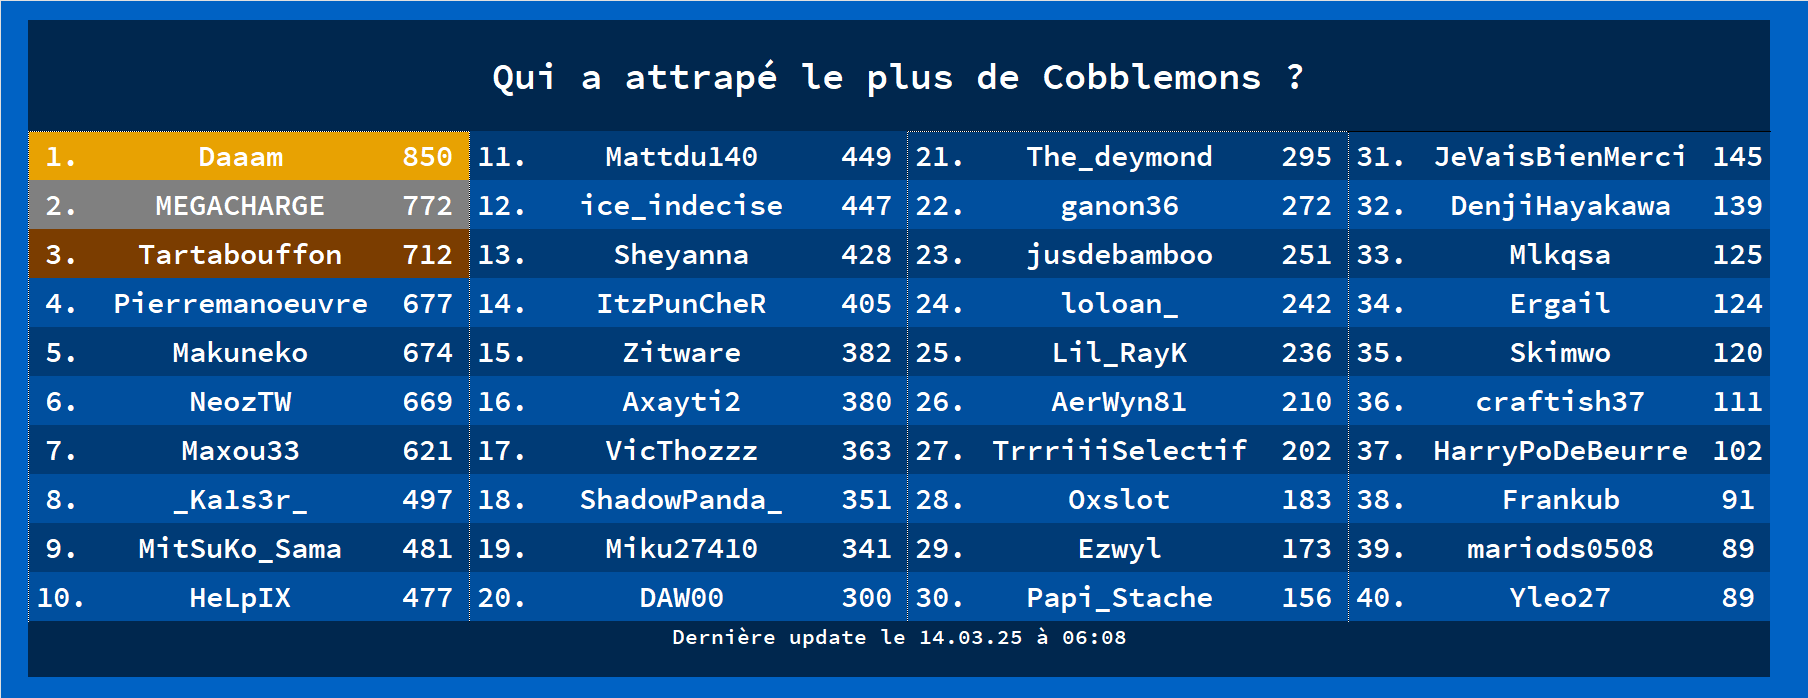 Qui a attrapé le plus de Cobblemons ?
1. Daaam 850 11. Mattdu140 449 21. The_deymond 295 31. JeVaisBienMerci 145
2. MEGACHARGE 772 12. ice_indecise 447 22. ganon36 272 32. DenjiHayakawa 139
3. Tartabouffon 712 13. Sheyanna 428 23. jusdebamboo 251 33. Mlkqsa 125
4. Pierremanoeuvre 677 14. ItzPunCheR 405 24. loloan_ 242 34. Ergail 124
5. Makuneko 674 15. Zitware 382 25. Lil_RayK 236 35. Skimwo 120
6. NeozTW 669 16. Axayti2 380 26. AerWyn81 210 36. craftish37 111
7. Maxou33 621 17. VicThozzz 363 27. TrrriiiSelectif 202 37. HarryPoDeBeurre 102
8. _Ka1s3r_ 497 18. ShadowPanda_ 351 28. Oxslot 183 38. Frankub 91
9. MitSuKo_Sama 481 19. Miku27410 341 29. Ezwyl 173 39. mariods0508 89
10. HeLpIX 477 20. DAW00 300 30. Papi_Stache 156 40. Yleo27 89
Dernière update le 14.03.25 à 06:08